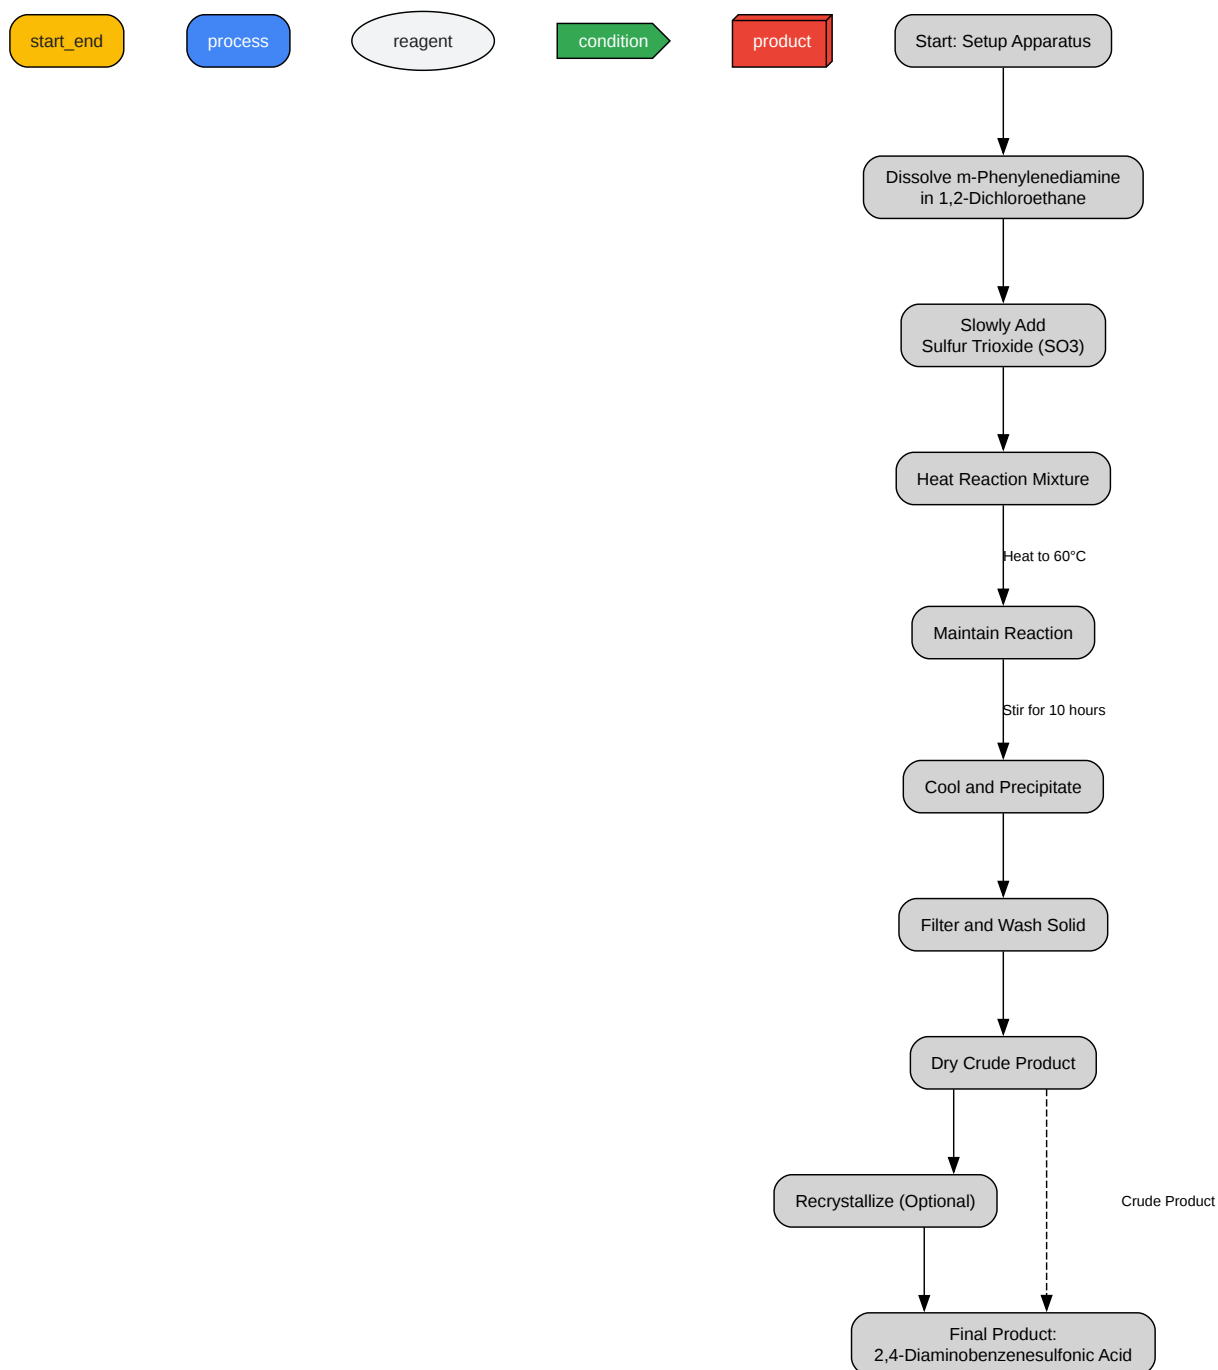 start_end
process
reagent
condition
product
Start: Setup Apparatus
Dissolve m-Phenylenediamine
in 1,2-Dichloroethane
Slowly Add
Sulfur Trioxide (SO3)
Heat Reaction Mixture
Heat to 60°C
Maintain Reaction
Stir for 10 hours
Cool and Precipitate
Filter and Wash Solid
Dry Crude Product
Recrystallize (Optional)
Crude Product
Final Product:
2,4-Diaminobenzenesulfonic Acid